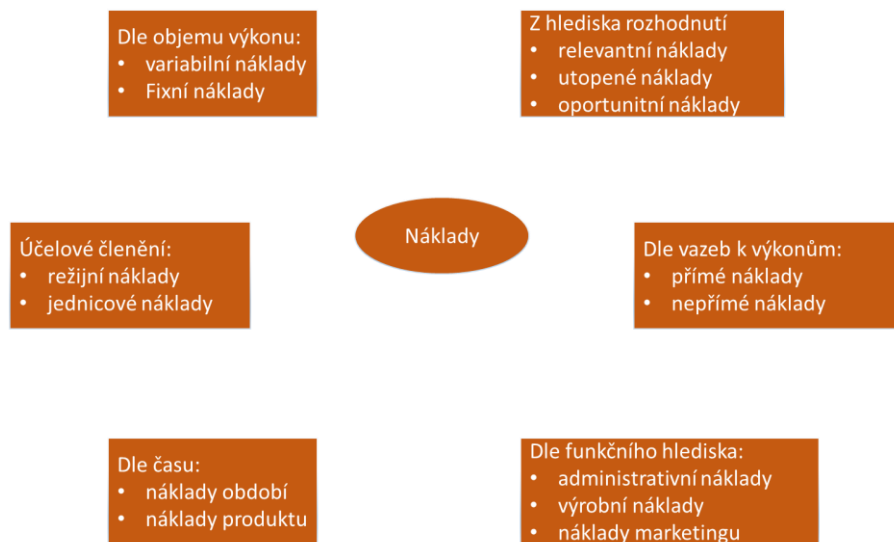 Dle objemu výkonu:
• variabilní náklady
• Fixní náklady
Z hlediska rozhodnutí
• relevantní náklady
• utopené náklady
• oportunitní náklady
Náklady
Účelové členění:
• režijní náklady
• jednicové náklady
Dle vazeb k výkonům:
• přímé náklady
• nepřímé náklady
Dle času:
• náklady období
• náklady produktu
Dle funkčního hlediska:
• administrativní náklady
• výrobní náklady
• náklady marketingu